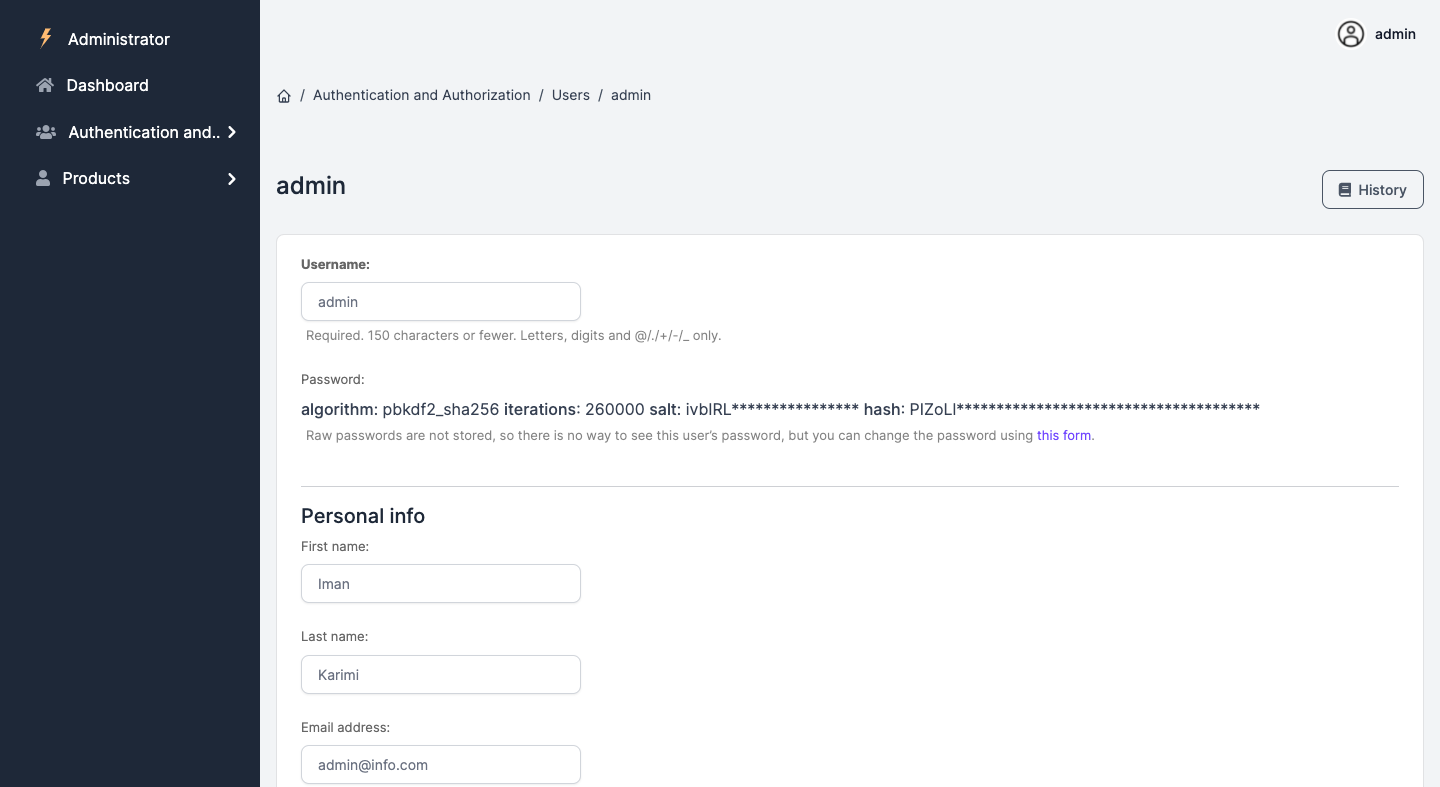 Administrator
admin
Dashboard
/ Authentication and Authorization / Users / admin
Authentication and..
Products
admin
History
Username:
admin
Required. 150 characters or fewer. Letters, digits and @/./+/-/_ only.
Password:
algorithm: pbkdf2_sha256 iterations: 260000 salt: ivbIRL**************** hash: PIZoLI**************************************
Raw passwords are not stored, so there is no way to see this user’s password, but you can change the password using this form.
Personal info
First name:
Iman
Last name:
Karimi
Email address:
admin@info.com